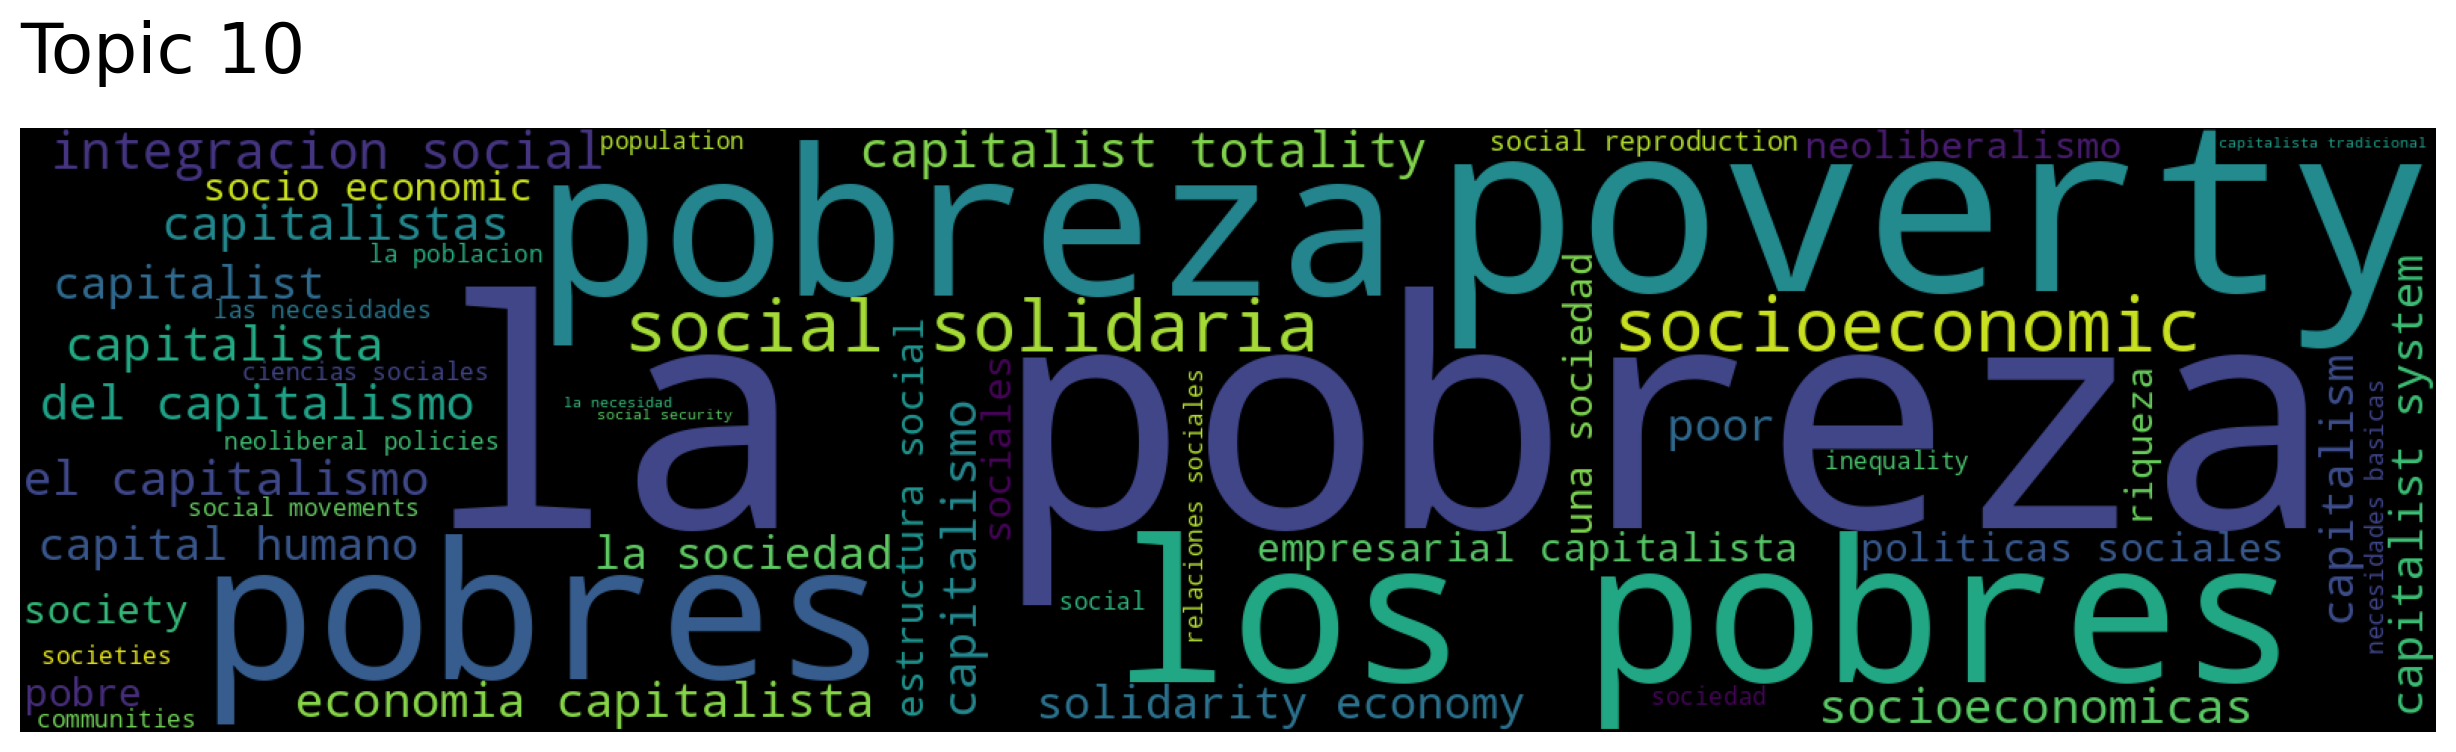 Topic 10
integracion social
population
capitalist totality
social reproduction
neoliberalismo
capitalista tradicional
socio economic
pobreza
poverty
capitalistas
la poblacion
capitalist
las necesidades
social solidaria
socioeconomic
una sociedad
capitalist system
capitalista
ciencias sociales
la pobreza
estructura social
sociales
relaciones sociales
del capitalismo
la necesidad
social security
capitalismo
poor
riqueza
capitalism
necesidades basicas
neoliberal policies
inequality
el capitalismo
social movements
capital humano
la sociedad
empresarial capitalista
politicas sociales
pobres
los pobres
society
social
societies
pobre
economia capitalista
solidarity economy
sociedad
socioeconomicas
communities